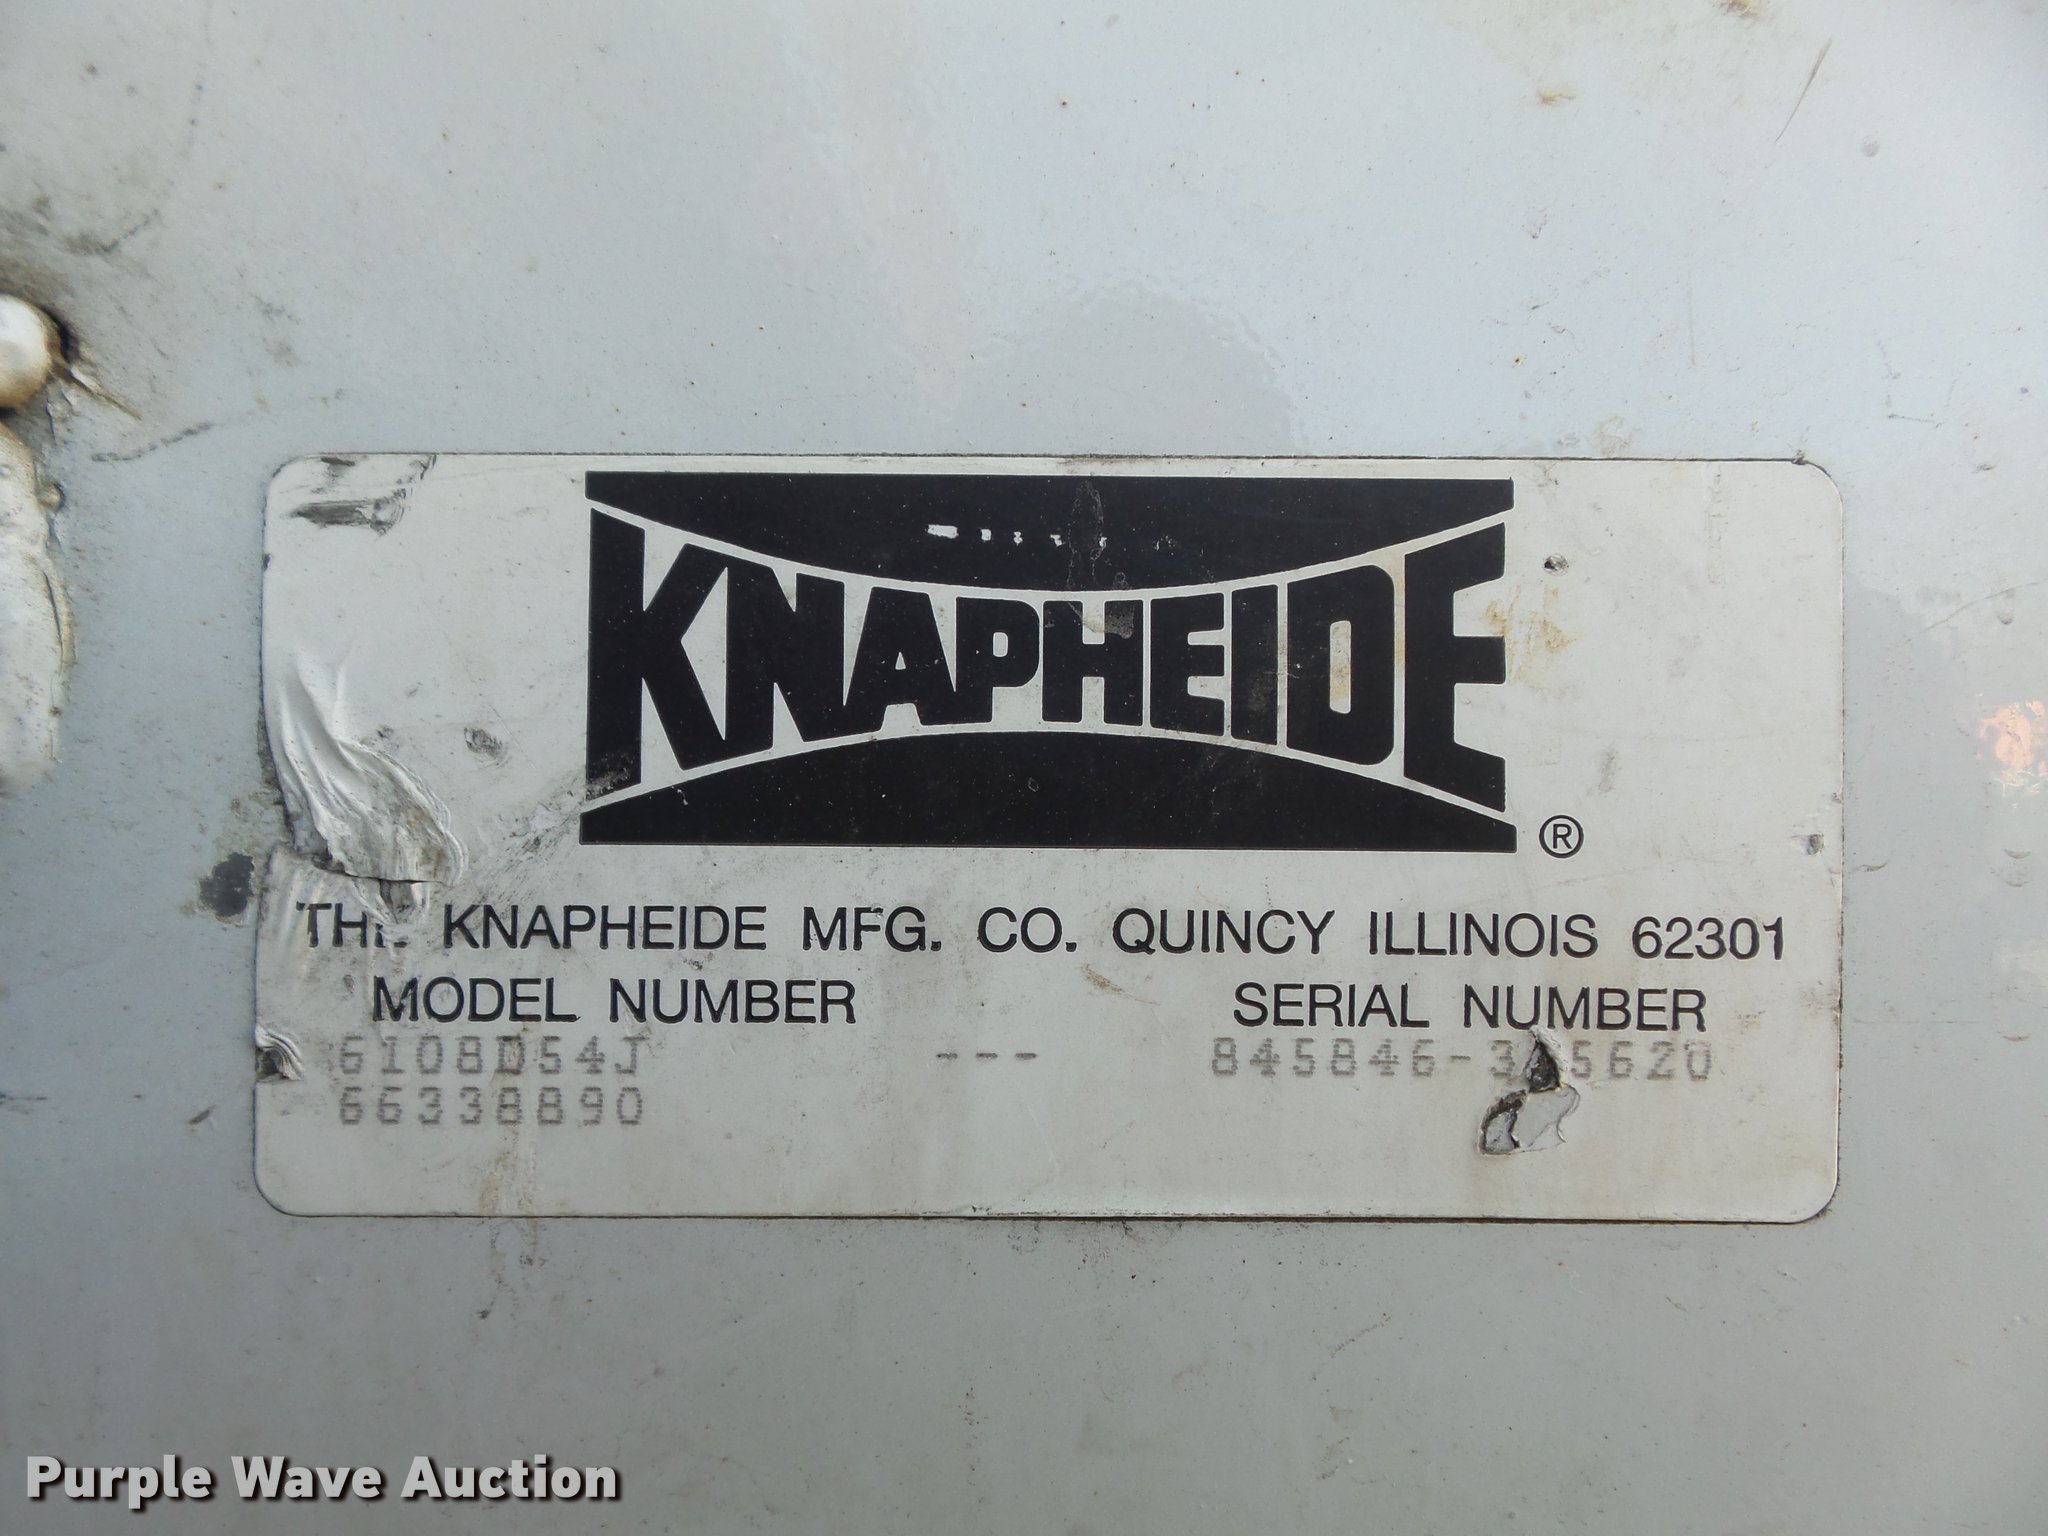 KNAPHEIDE
®
THE KNAPHEIDE MFG. CO. QUINCY ILLINOIS 62301
MODEL NUMBER SERIAL NUMBER
6108D54J ---
66338890
Purple Wave Auction